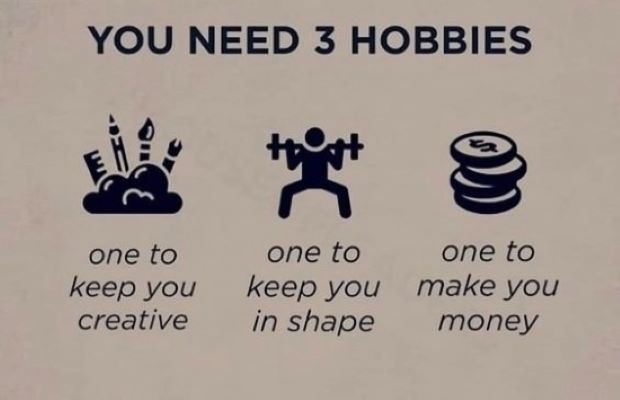 YOU NEED 3 HOBBIES
one to
keep you
creative
one to
keep you
in shape
$
one to
make you
money